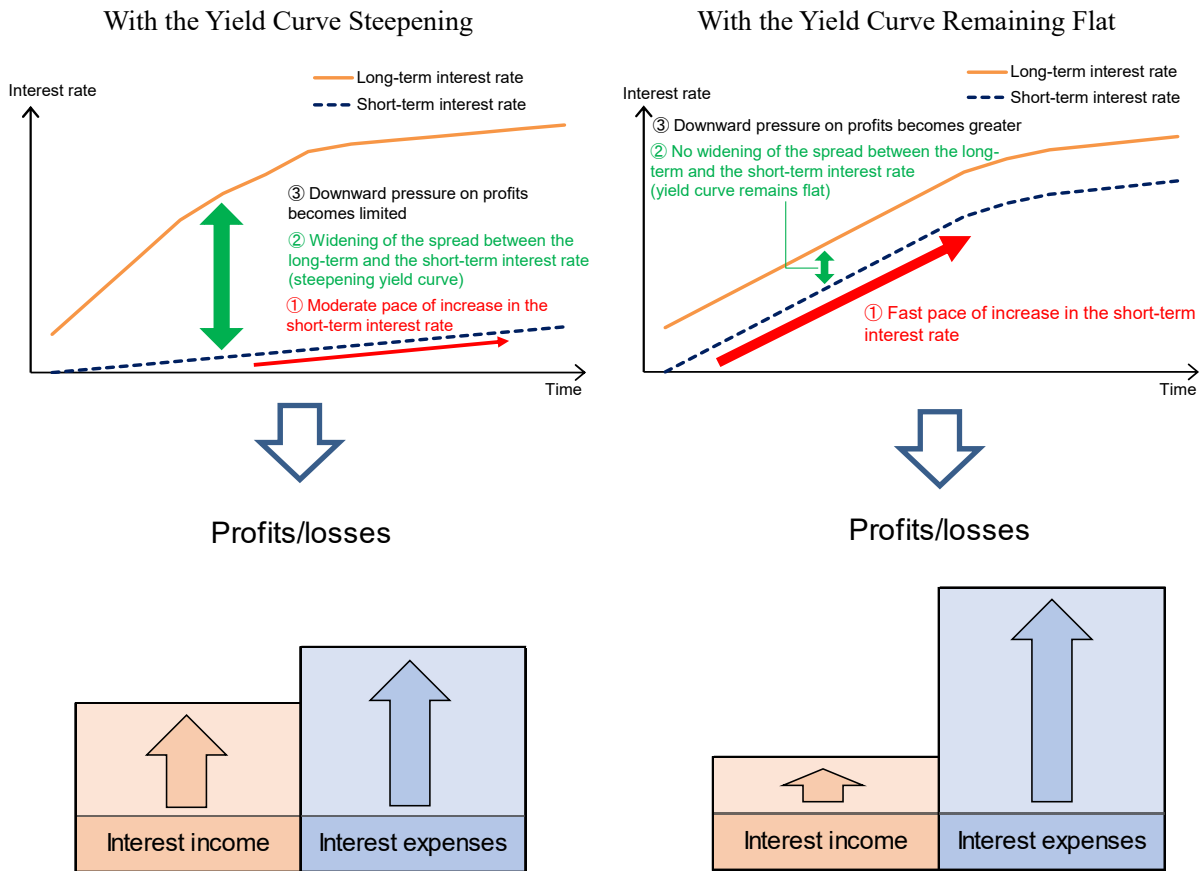 With the Yield Curve Steepening
Long-term interest rate
Short-term interest rate
Interest rate
③ Downward pressure on profits
becomes limited
② Widening of the spread between the
long-term and the short-term interest rate
(steepening yield curve)
① Moderate pace of increase in the
short-term interest rate
Time
Profits/losses
Interest income
Interest expenses
With the Yield Curve Remaining Flat
Long-term interest rate
Short-term interest rate
Interest rate
③ Downward pressure on profits becomes greater
② No widening of the spread between the long-
term and the short-term interest rate
(yield curve remains flat)
① Fast pace of increase in the short-term
interest rate
Time
Profits/losses
Interest income
Interest expenses